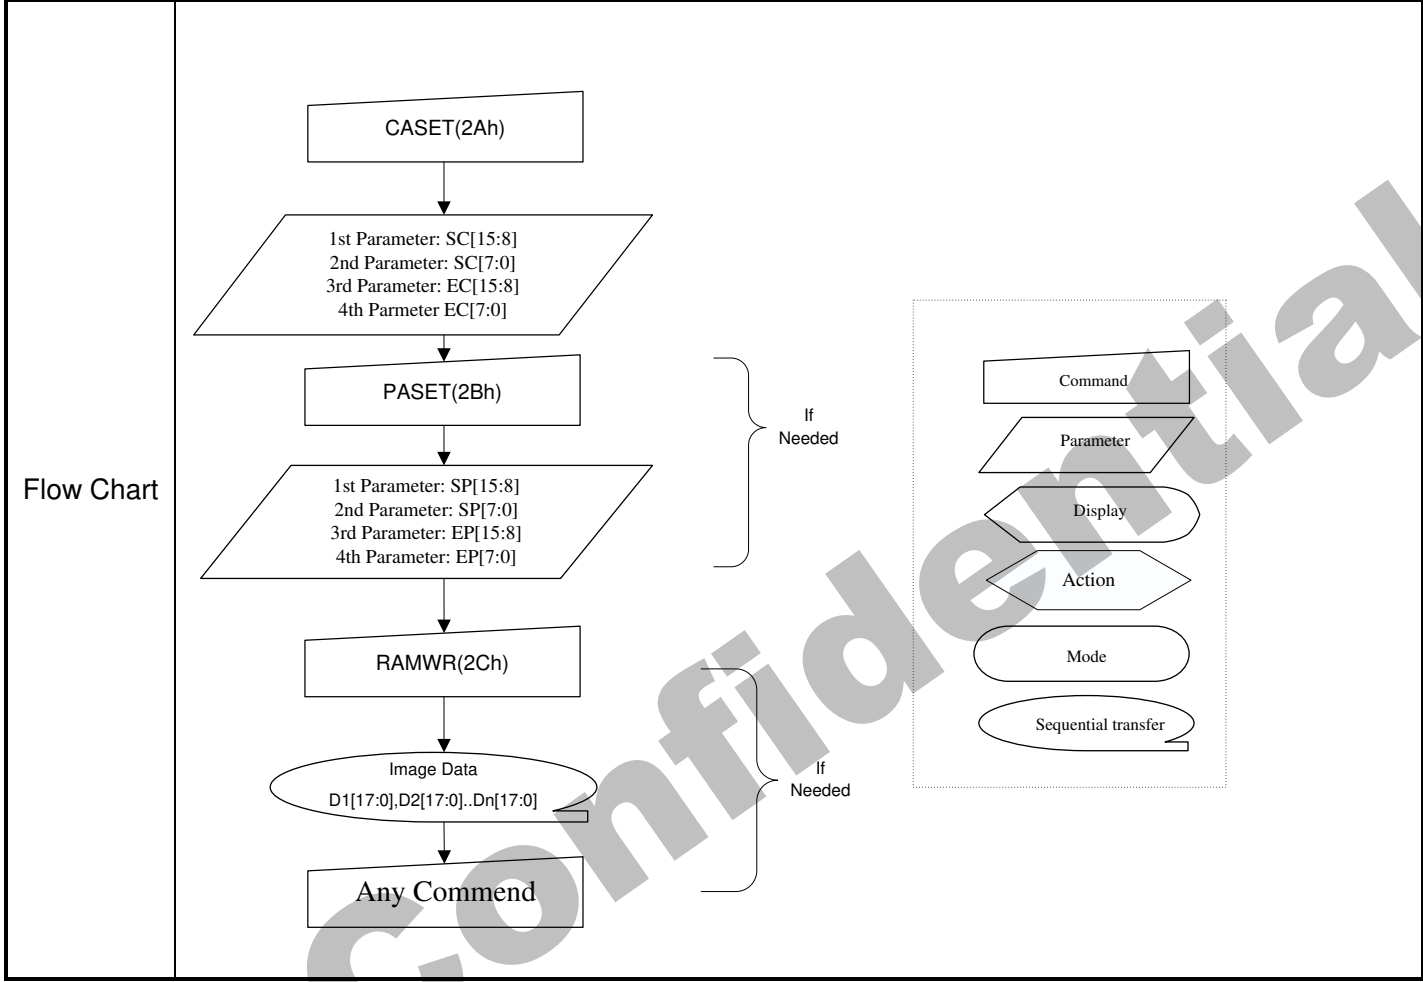 Flow Chart
CASET(2Ah)
1st Parameter: SC[15:8]
2nd Parameter: SC[7:0]
3rd Parameter: EC[15:8]
4th Parmeter EC[7:0]
PASET(2Bh)
1st Parameter: SP[15:8]
2nd Parameter: SP[7:0]
3rd Parameter: EP[15:8]
4th Parameter: EP[7:0]
If
Needed
RAMWR(2Ch)
Image Data
D1[17:0],D2[17:0]..Dn[17:0]
Any Commend
If
Needed
Command
Parameter
Display
Action
Mode
Sequential transfer
Confidential